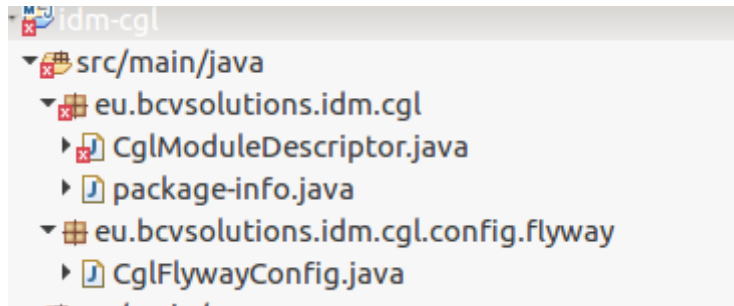 idm-cgl
src/main/java
eu.bcvsolutions.idm.cgl
CglModuleDescriptor.java
package-info.java
eu.bcvsolutions.idm.cgl.config.flyway
CglFlywayConfig.java